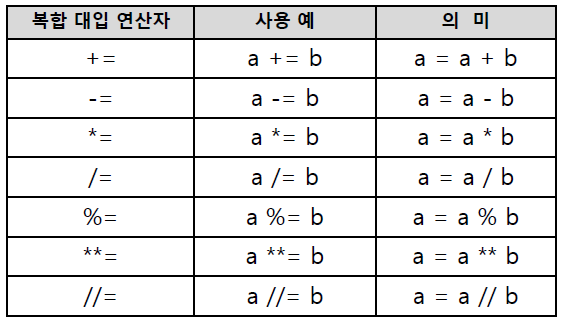 복합 대입 연산자 사용 예 의 미
+= a += b a = a + b
-= a -= b a = a - b
*= a *= b a = a * b
/= a /= b a = a / b
%= a %= b a = a % b
**= a **= b a = a ** b
//= a //= b a = a // b